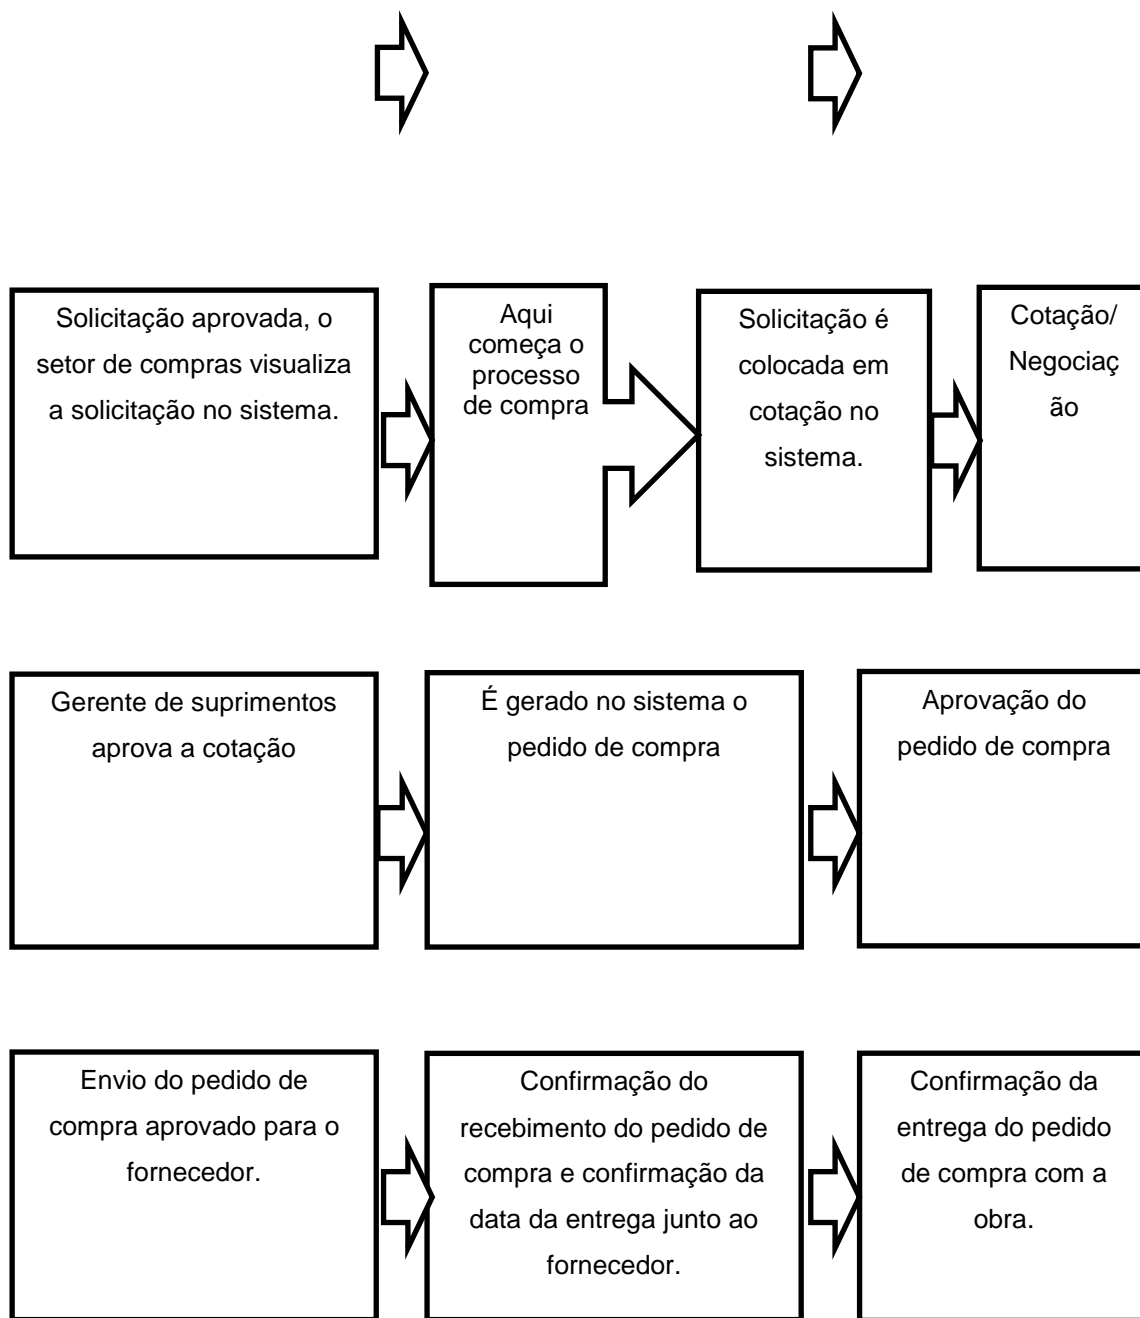 Solicitação aprovada, o
setor de compras visualiza
a solicitação no sistema.
Aqui
começa o
processo
de compra
Solicitação é
colocada em
cotação no
sistema.
Cotação/
Negociaç
ão
Gerente de suprimentos
aprova a cotação
É gerado no sistema o
pedido de compra
Aprovação do
pedido de compra
Envio do pedido de
compra aprovado para o
fornecedor.
Confirmação do
recebimento do pedido de
compra e confirmação da
data da entrega junto ao
fornecedor.
Confirmação da
entrega do pedido
de compra com a
obra.